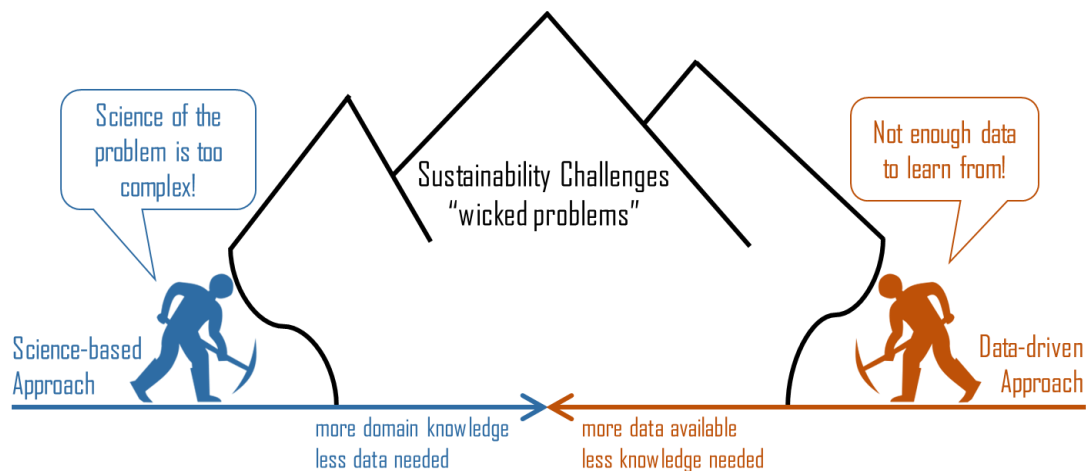 Science of the
problem is too
complex!
Not enough data
to learn from!
Sustainability Challenges
“wicked problems”
Science-based
Approach
Data-driven
Approach
more domain knowledge
less data needed
more data available
less knowledge needed